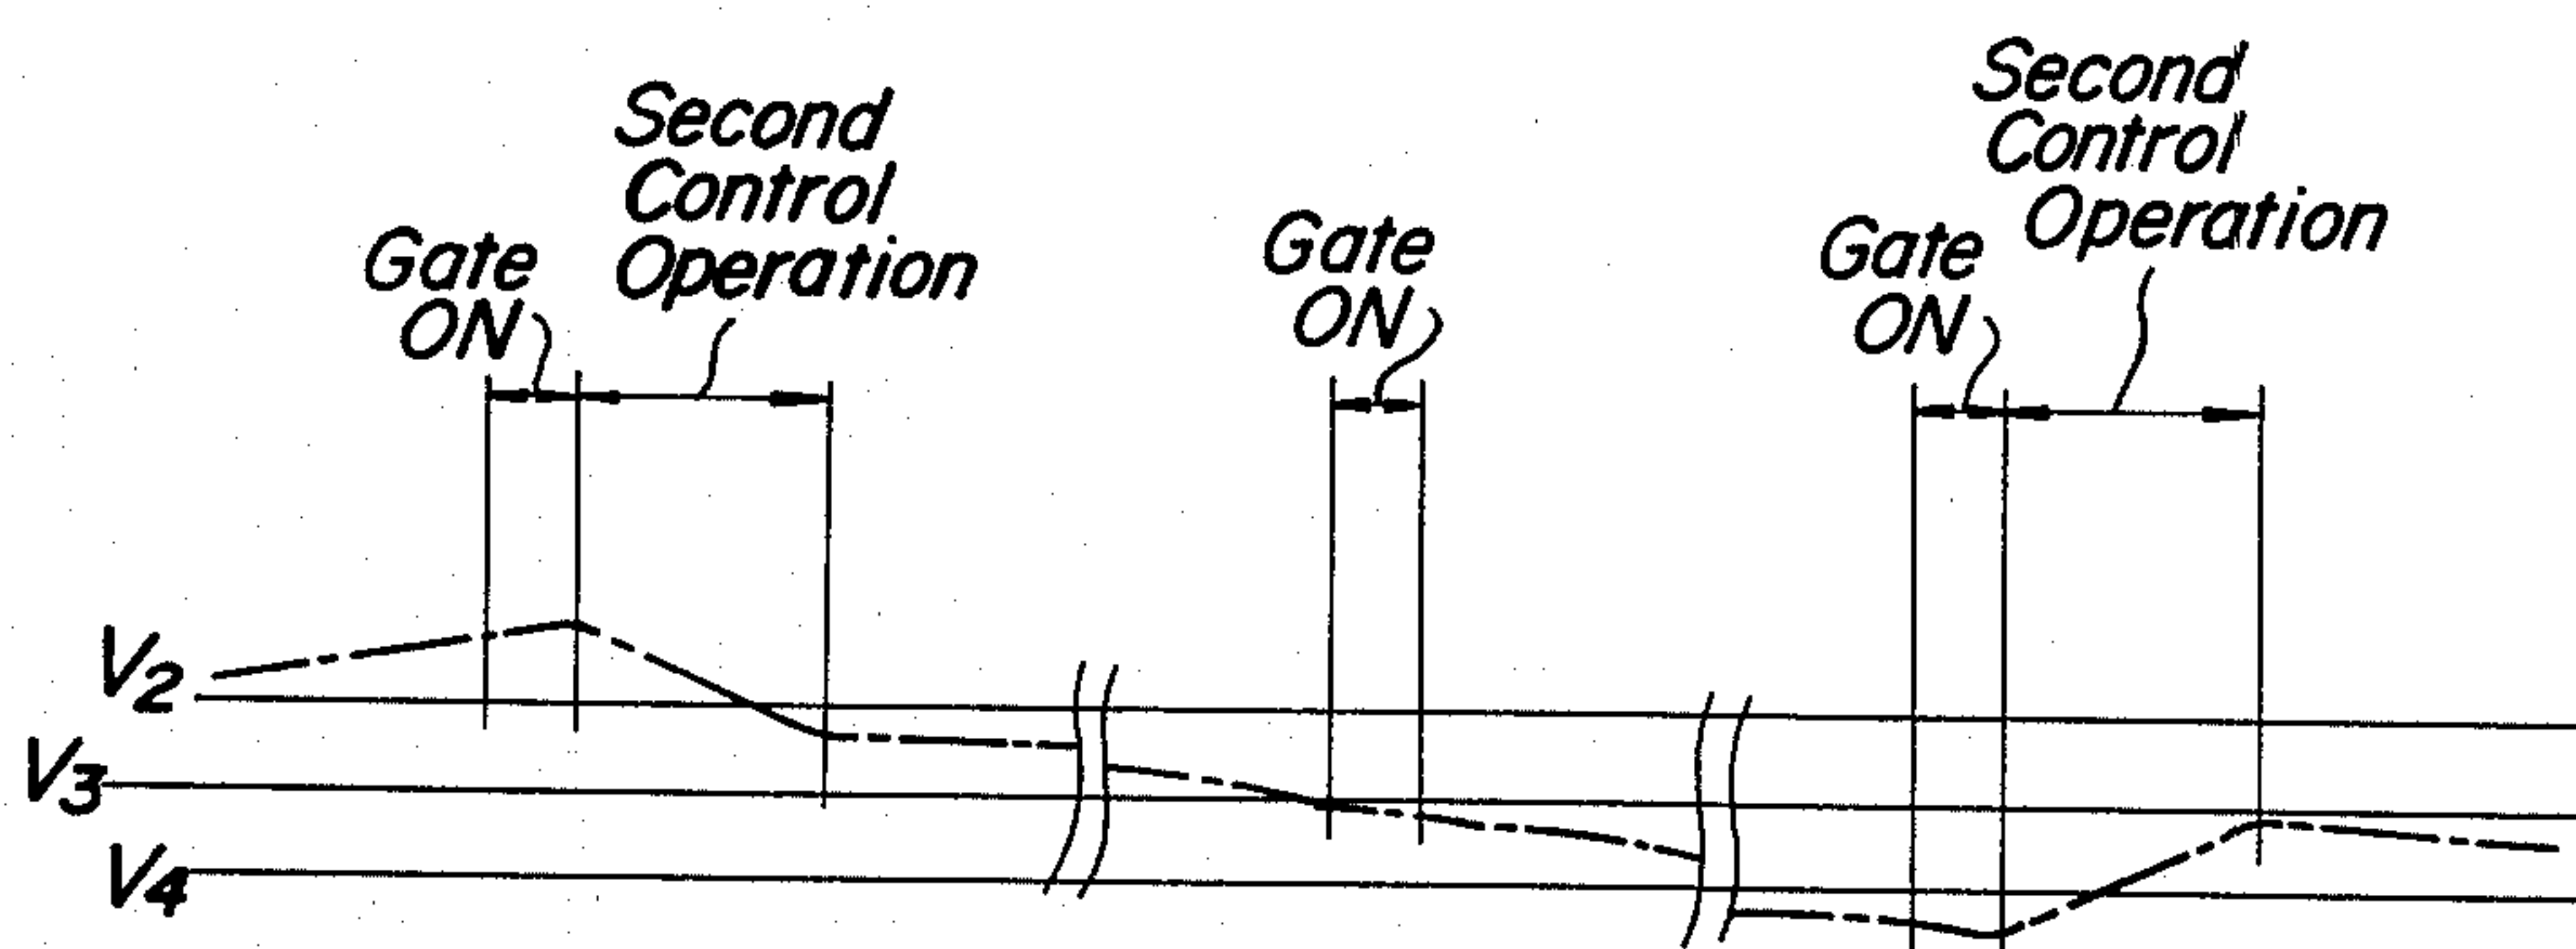 Gate
ON
Second
Control
Operation
Gate
ON
Gate
ON
Second
Control
Operation
V2
V3
V4